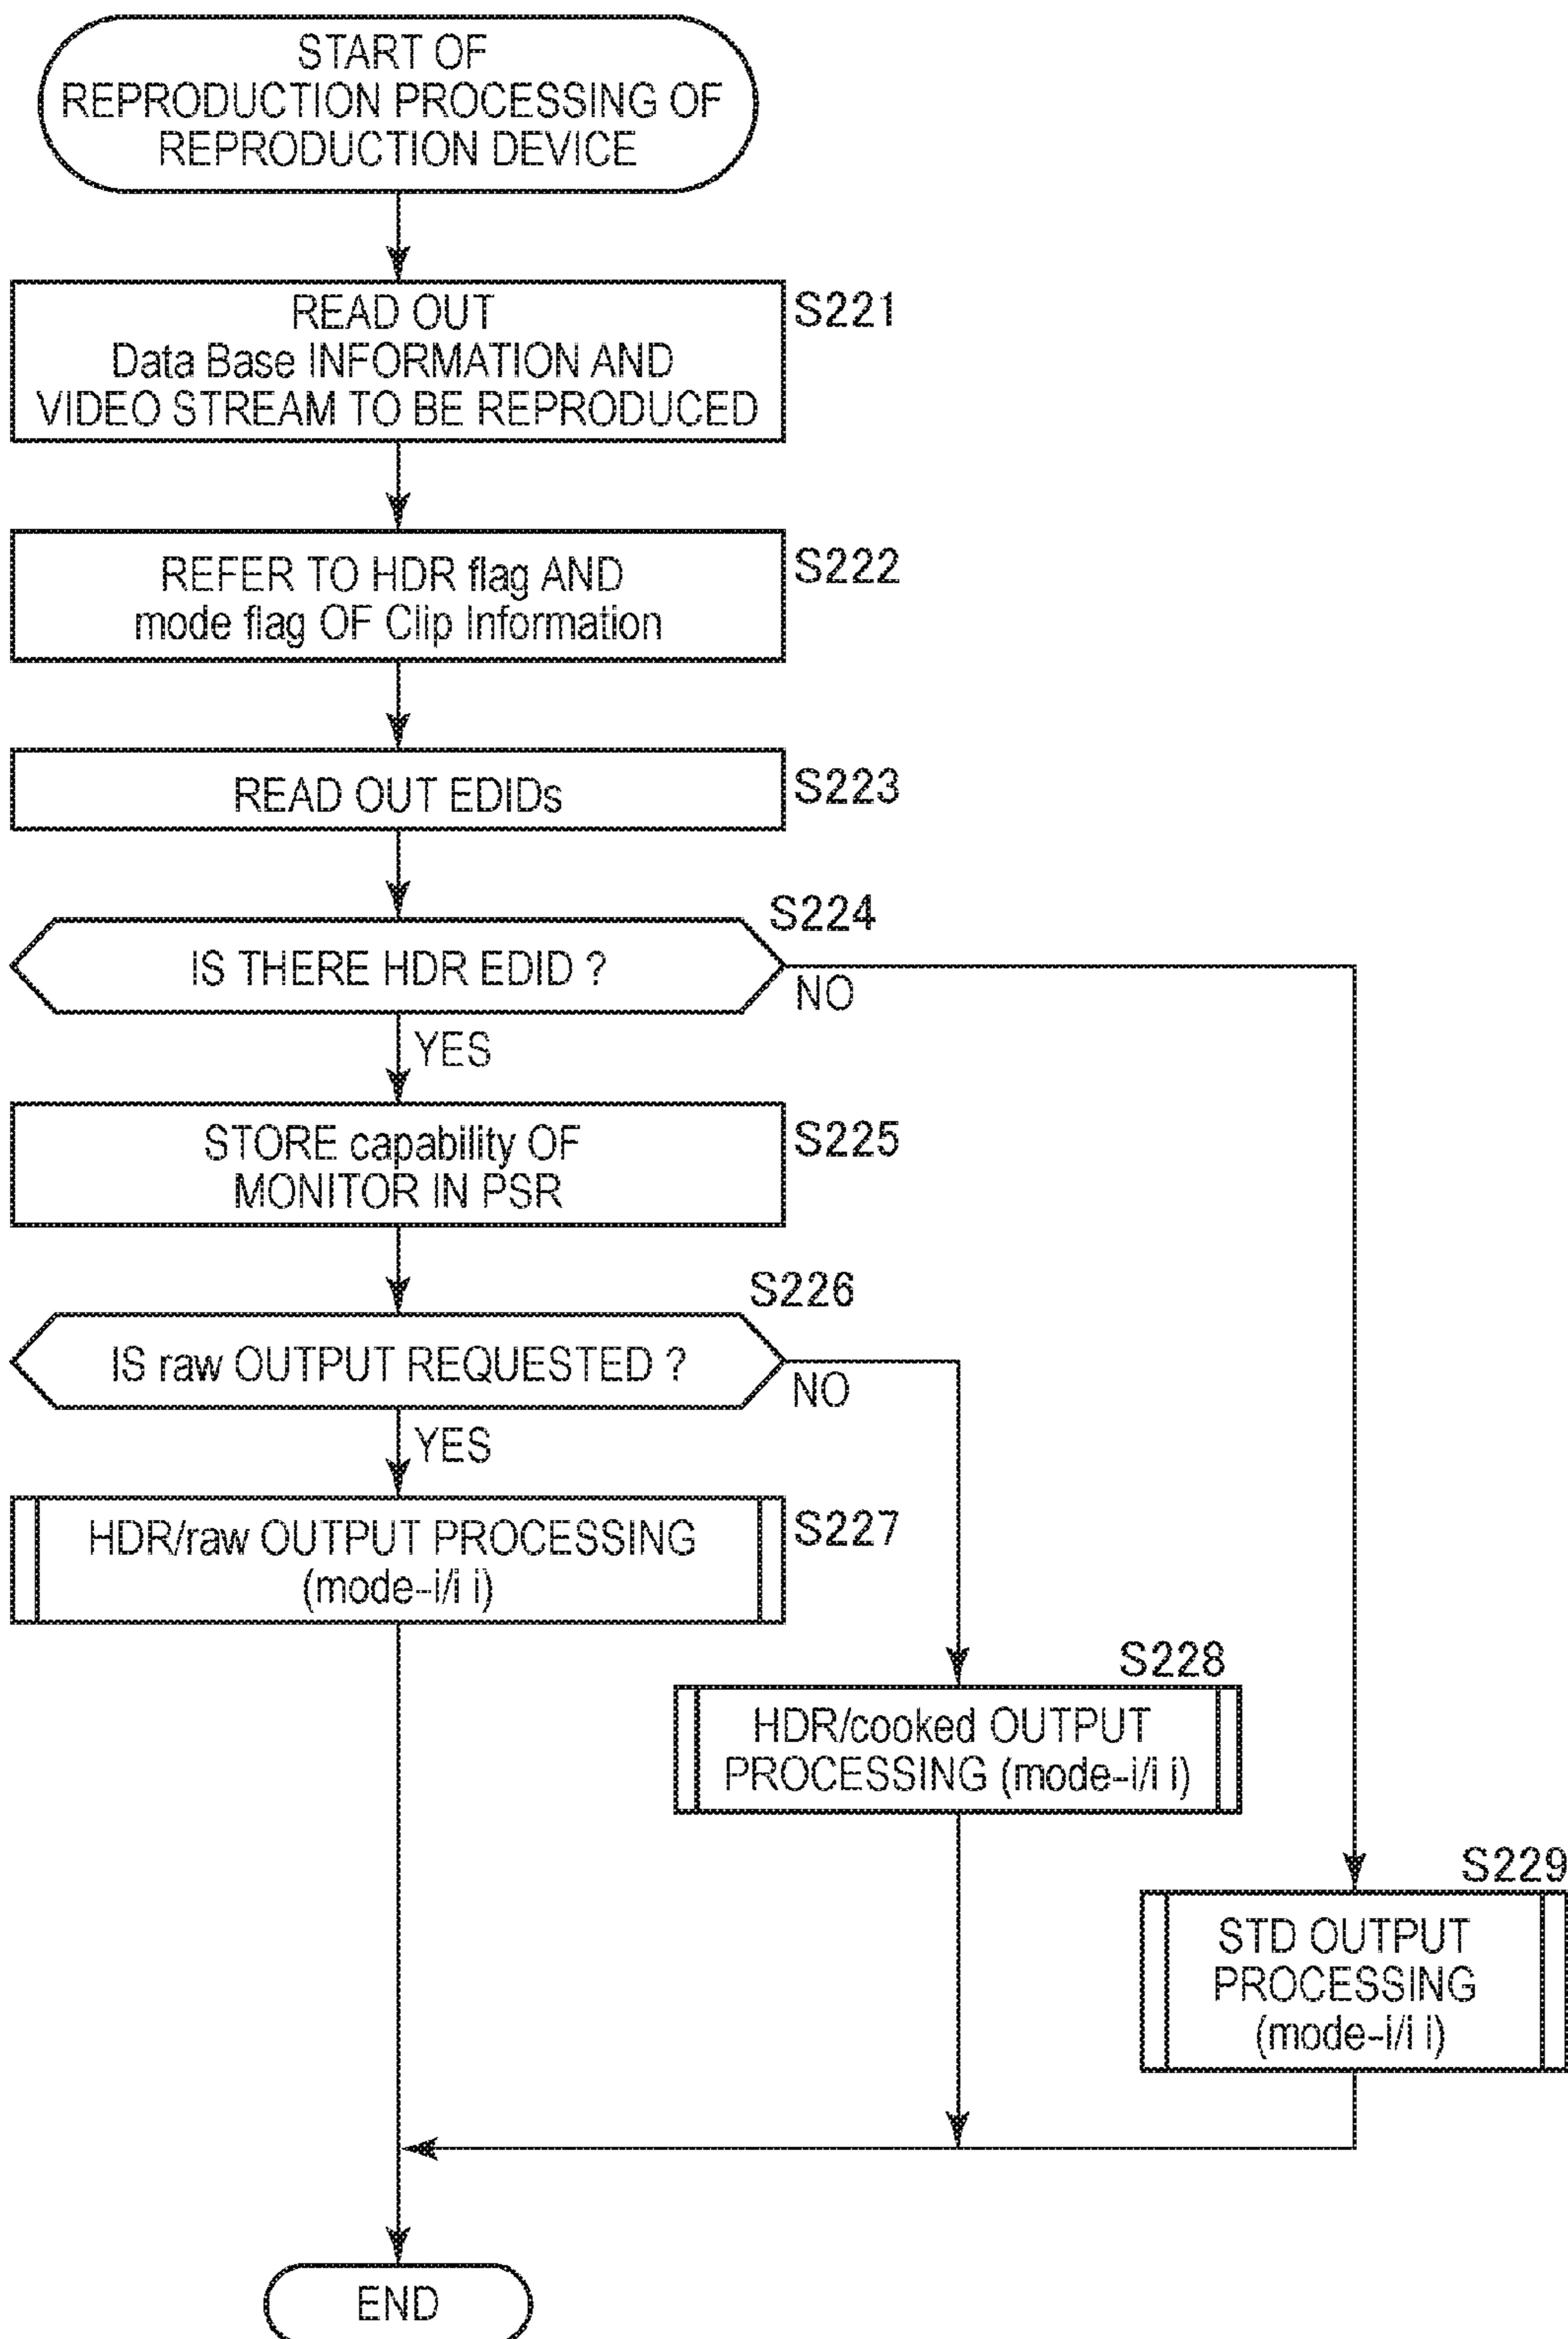 START OF
REPRODUCTION PROCESSING OF
REPRODUCTION DEVICE
READ OUT
Data Base INFORMATION AND
VIDEO STREAM TO BE REPRODUCED
S221
REFER TO HDR flag AND
mode flag OF Clip Information
S222
READ OUT EDIDs
S223
S224
IS THERE HDR EDID ?
NO
YES
STORE capability OF
MONITOR IN PSR
S225
S226
IS raw OUTPUT REQUESTED ?
NO
YES
HDR/raw OUTPUT PROCESSING
(mode-i/i i)
S227
S228
HDR/cooked OUTPUT
PROCESSING (mode-i/i i)
S229
STD OUTPUT
PROCESSING
(mode-i/i i)
END